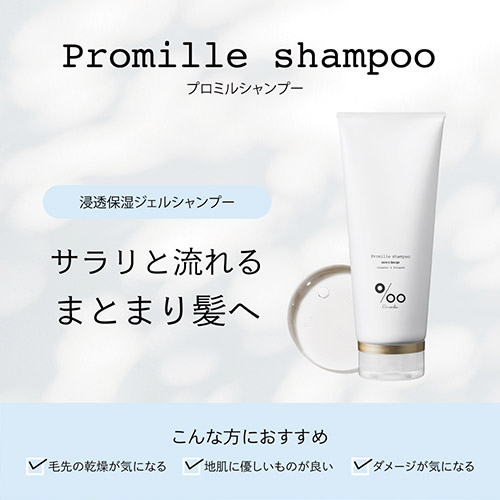 Promille shampoo
プロミルシャンプー
浸透保湿ジェルシャンプー
サラリと流れる
まとまり髪へ
Promille shampoo
%00
こんな方におすすめ
毛先の乾燥が気になる 地肌に優しいものが良い ダメージが気になる